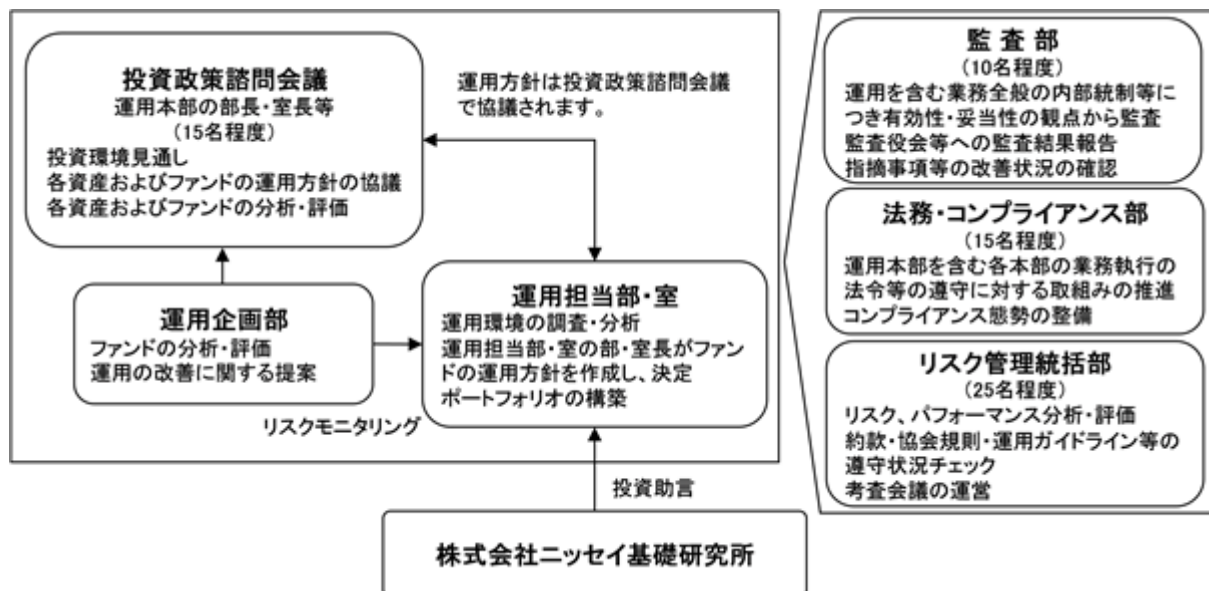 投資政策諮問会議
運用本部の部長・室長等
(15名程度)
投資環境見通し
各資産およびファンドの運用方針の協議
各資産およびファンドの分析・評価
運用方針は投資政策諮問会議
で協議されます。
運用企画部
ファンドの分析・評価
運用の改善に関する提案
リスクモニタリング
運用担当部・室
運用環境の調査・分析
運用担当部・室の部・室長がファン
ドの運用方針を作成し、決定
ポートフォリオの構築
投資助言
株式会社ニッセイ基礎研究所
監 査 部
(10名程度)
運用を含む業務全般の内部統制等に
つき有効性・妥当性の観点から監査
監査役会等への監査結果報告
指摘事項等の改善状況の確認
法務・コンプライアンス部
(15名程度)
運用本部を含む各本部の業務執行の
法令等の遵守に対する取組みの推進
コンプライアンス態勢の整備
リスク管理統括部
(25名程度)
リスク、パフォーマンス分析・評価
約款・協会規則・運用ガイドライン等の
遵守状況チェック
考査会議の運営